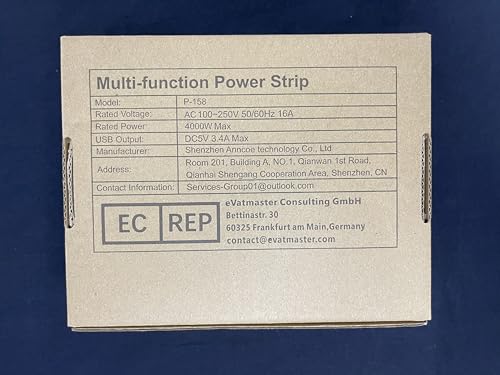 Multi-function Power Strip
Model: P-158
Rated Voltage: AC 100~250V 50/60Hz 16A
Rated Power: 4000W Max
USB Output: DC5V 3.4A Max
Manufacturer: Shenzhen Anncoe technology Co., Ltd
Address: Room 201, Building A, NO.1, Qianwan 1st Road,
Qianhai Shengang Cooperation Area, Shenzhen, CN
Contact Information: Services-Group01@outlook.com
EC REP
eVatmaster Consulting GmbH
Bettinastr. 30
60325 Frankfurt am Main,Germany
contact@evatmaster.com